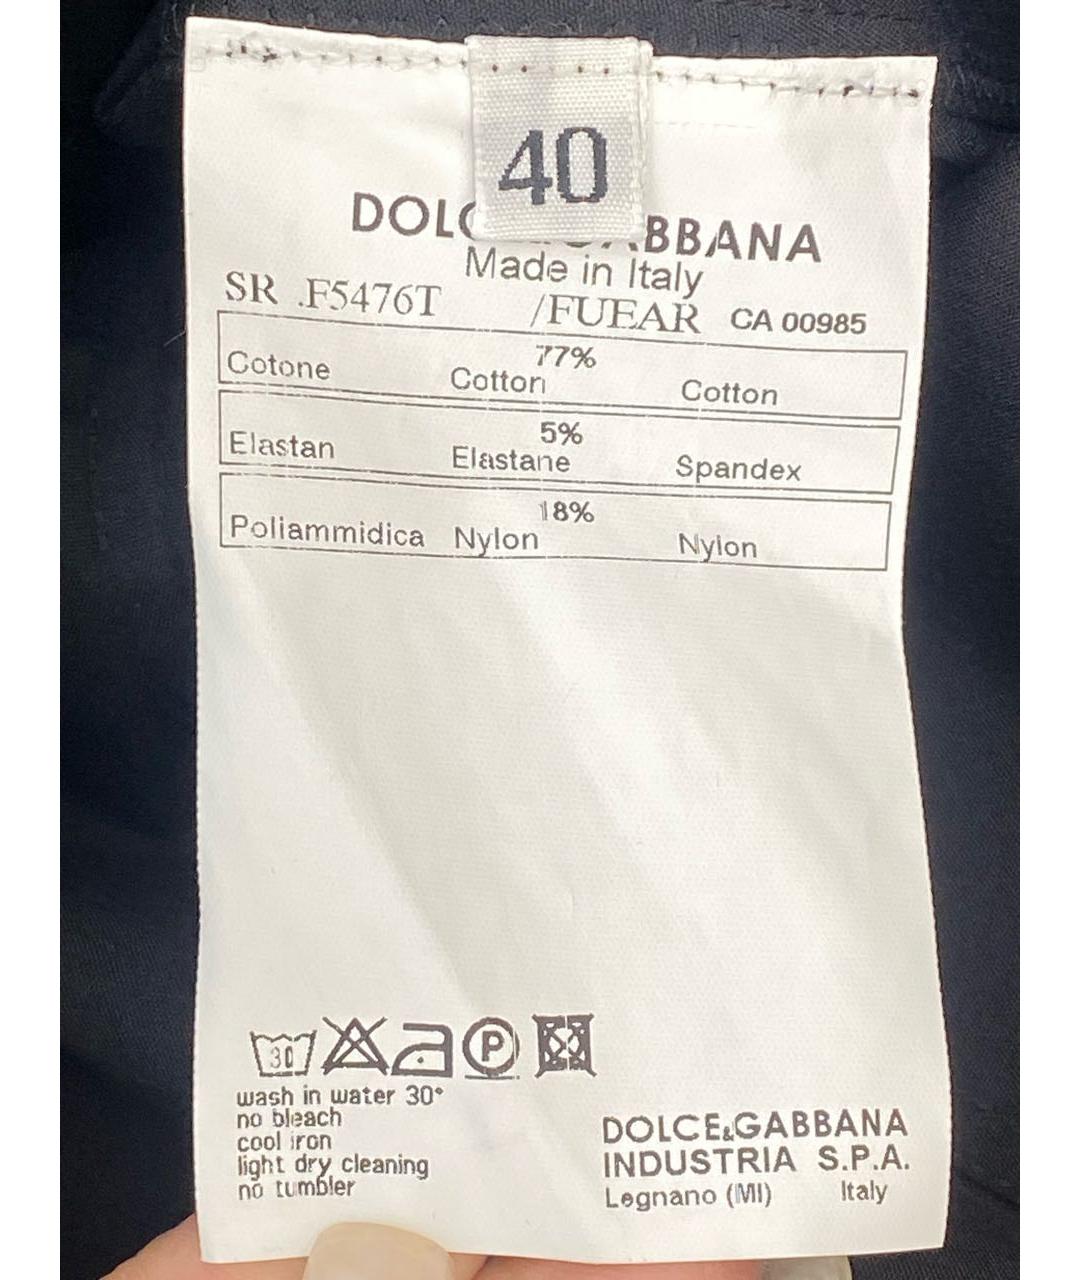 40
DOLCE&GABBANA
Made in Italy
SR .F5476T /FUEAR CA 00985
77%
Cotone Cotton Cotton
5%
Elastan Elastane Spandex
18%
Poliammidica Nylon Nylon
30 P
wash in water 30°
no bleach
cool iron
light dry cleaning
no tumbler
DOLCE&GABBANA
INDUSTRIA S.P.A.
Legnano (MI) Italy